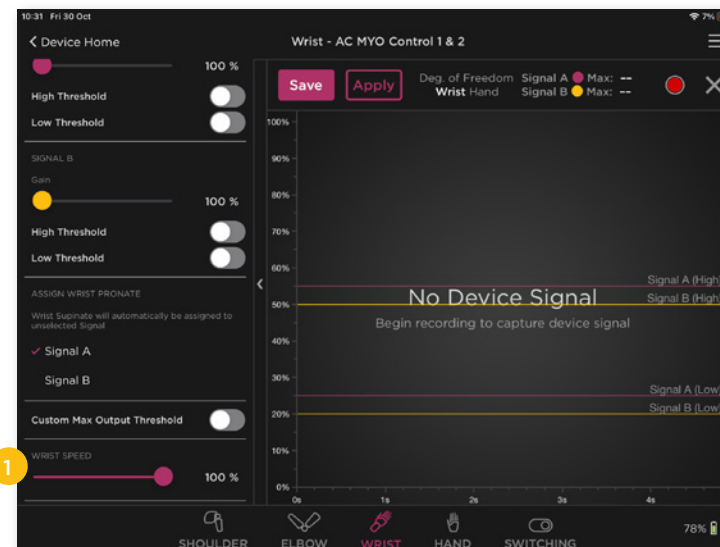 10:31 Fri 30 Oct
7%
Device Home
Wrist - AC MYO Control 1 & 2
100 %
High Threshold
Low Threshold
SIGNAL B
Gain
100 %
High Threshold
Low Threshold
ASSIGN WRIST PRONATE
Wrist Supinate will automatically be assigned to
unselected Signal
Signal A
Signal B
Custom Max Output Threshold
WRIST SPEED
1
100 %
Save
Apply
Deg. of Freedom
Wrist Hand
Signal A Max: --
Signal B Max: --
100%
90%
80%
70%
60%
50%
40%
30%
20%
10%
0%
Signal A (High)
Signal B (High)
No Device Signal
Begin recording to capture device signal
Signal A (Low)
Signal B (Low)
0s 1s 2s 3s 4s
SHOULDER ELBOW WRIST HAND SWITCHING
78%